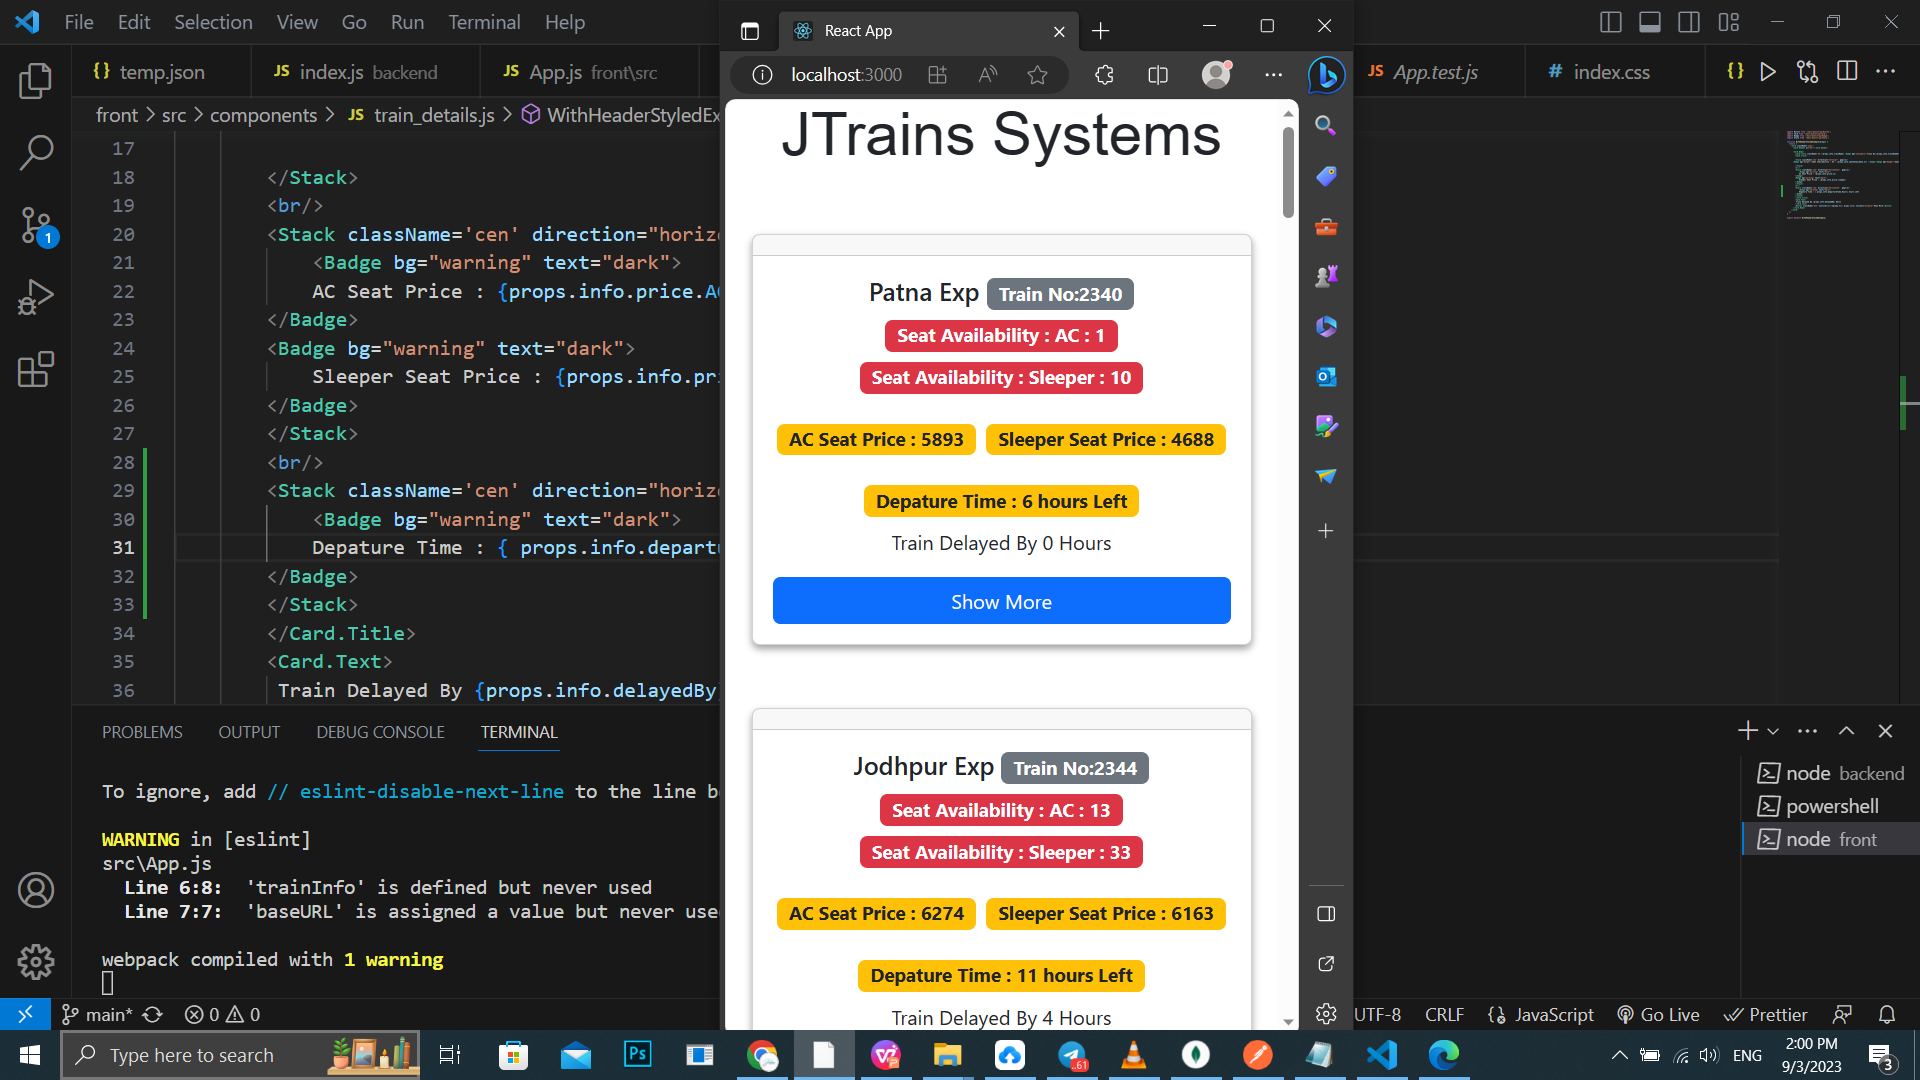 File Edit Selection View Go Run Terminal Help
{} temp.json JS index.js backend JS App.js front\src
front > src > components > JS train_details.js > WithHeaderStyledEx
17
18 </Stack>
19 <br/>
20 <Stack className='cen' direction="horiz
21 <Badge bg="warning" text="dark">
22 AC Seat Price : {props.info.price.AC
23 </Badge>
24 <Badge bg="warning" text="dark">
25 Sleeper Seat Price : {props.info.pri
26 </Badge>
27 </Stack>
28 <br/>
29 <Stack className='cen' direction="horiz
30 <Badge bg="warning" text="dark">
31 Depature Time : { props.info.departu
32 </Badge>
33 </Stack>
34 </Card.Title>
35 <Card.Text>
36 Train Delayed By {props.info.delayedBy
PROBLEMS OUTPUT DEBUG CONSOLE TERMINAL
To ignore, add // eslint-disable-next-line to the line b
WARNING in [eslint]
src\App.js
Line 6:8: 'trainInfo' is defined but never used
Line 7:7: 'baseURL' is assigned a value but never use
webpack compiled with 1 warning
React App
localhost:3000
JTrains Systems
Patna Exp Train No:2340
Seat Availability : AC : 1
Seat Availability : Sleeper : 10
AC Seat Price : 5893 Sleeper Seat Price : 4688
Depature Time : 6 hours Left
Train Delayed By 0 Hours
Show More
Jodhpur Exp Train No:2344
Seat Availability : AC : 13
Seat Availability : Sleeper : 33
AC Seat Price : 6274 Sleeper Seat Price : 6163
Depature Time : 11 hours Left
Train Delayed By 4 Hours
JS App.test.js # index.css {}
node backend
powershell
node front
1
main* 0 0
UTF-8 CRLF {} JavaScript Go Live Prettier
Type here to search
Ps
..61
ENG
2:00 PM
9/3/2023
3